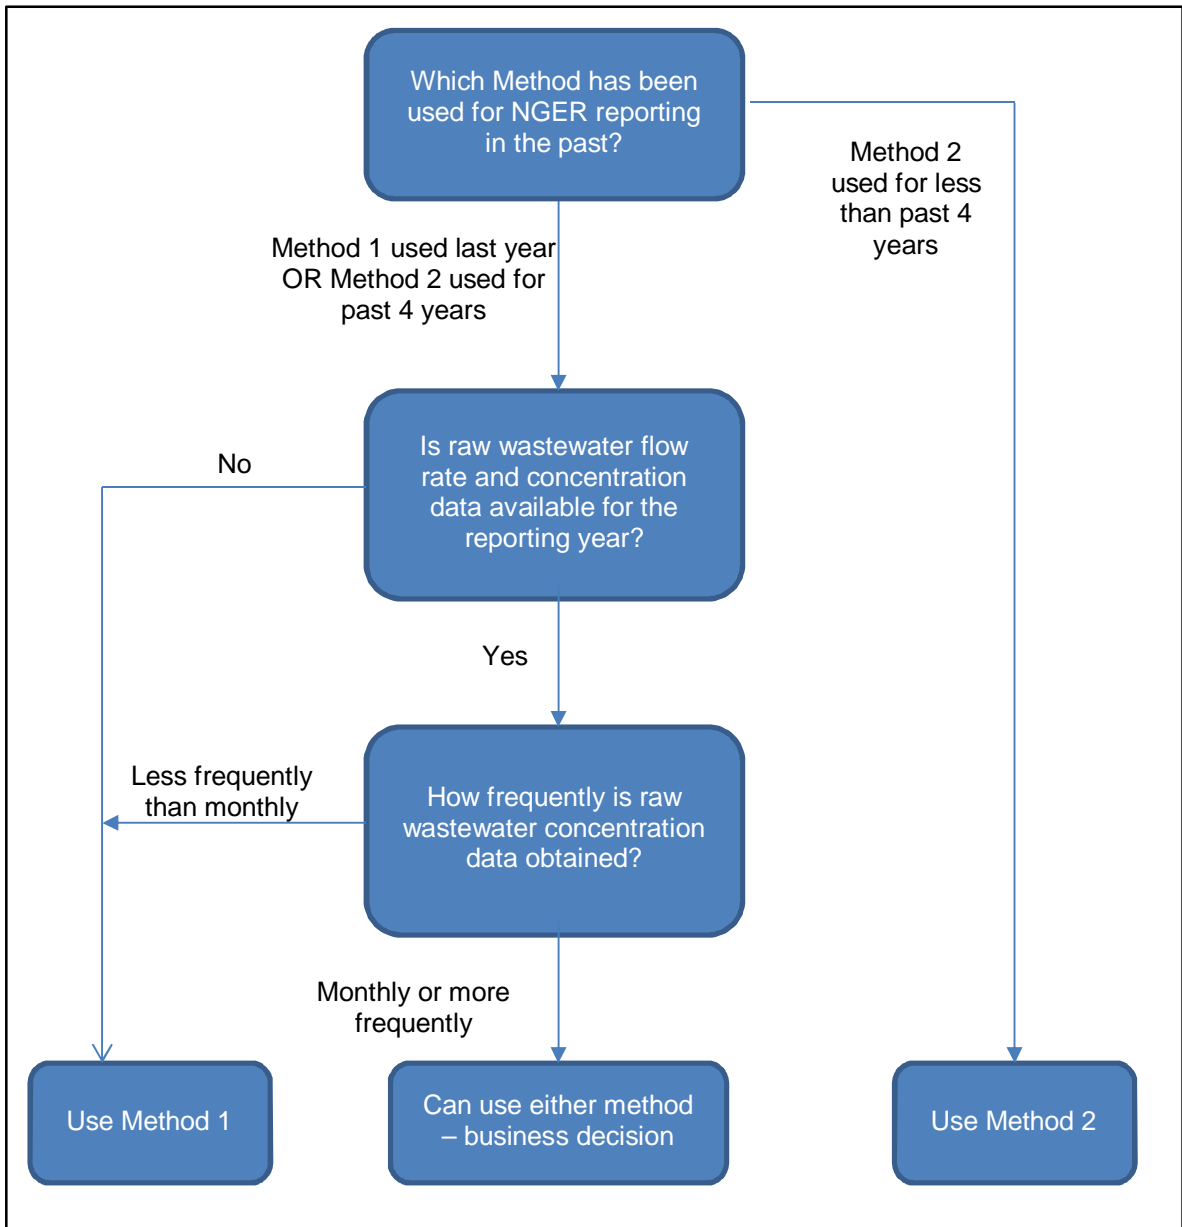 Which Method has been
used for NGER reporting
in the past?
Method 2
used for less
than past 4
years
Method 1 used last year
OR Method 2 used for
past 4 years
Is raw wastewater flow
rate and concentration
data available for the
reporting year?
No
Yes
Less frequently
than monthly
How frequently is raw
wastewater concentration
data obtained?
Monthly or more
frequently
Use Method 1
Can use either method
– business decision
Use Method 2